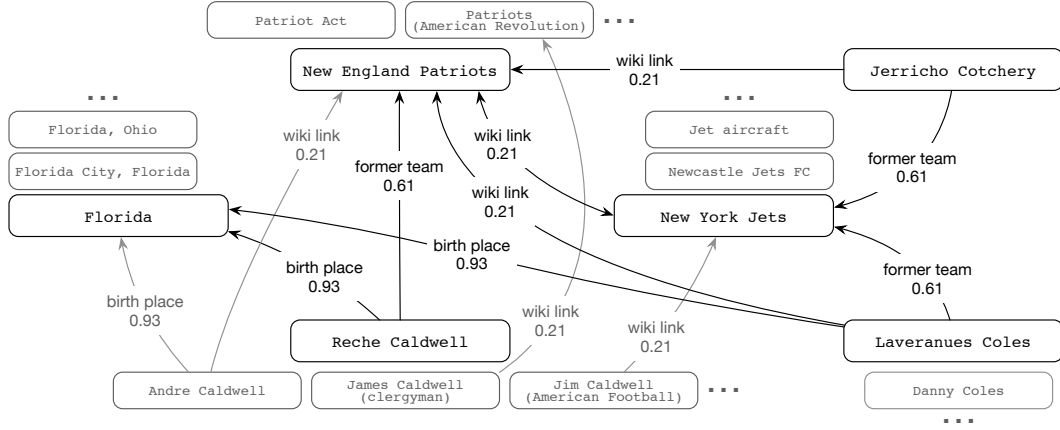 Patriot Act
Patriots
(American Revolution)
...
New England Patriots
wiki link
0.21
Jerricho Cotchery
...
...
Florida, Ohio
wiki link
0.21
wiki link
0.21
Jet aircraft
former team
0.61
former team
0.61
Florida City, Florida
Newcastle Jets FC
wiki link
0.21
Florida
New York Jets
birth place
0.93
birth place
0.93
former team
0.61
birth place
0.93
wiki link
0.21
wiki link
0.21
Reche Caldwell
Laveranues Coles
Andre Caldwell
James Caldwell
(clergyman)
Jim Caldwell
(American Football)
...
Danny Coles
...